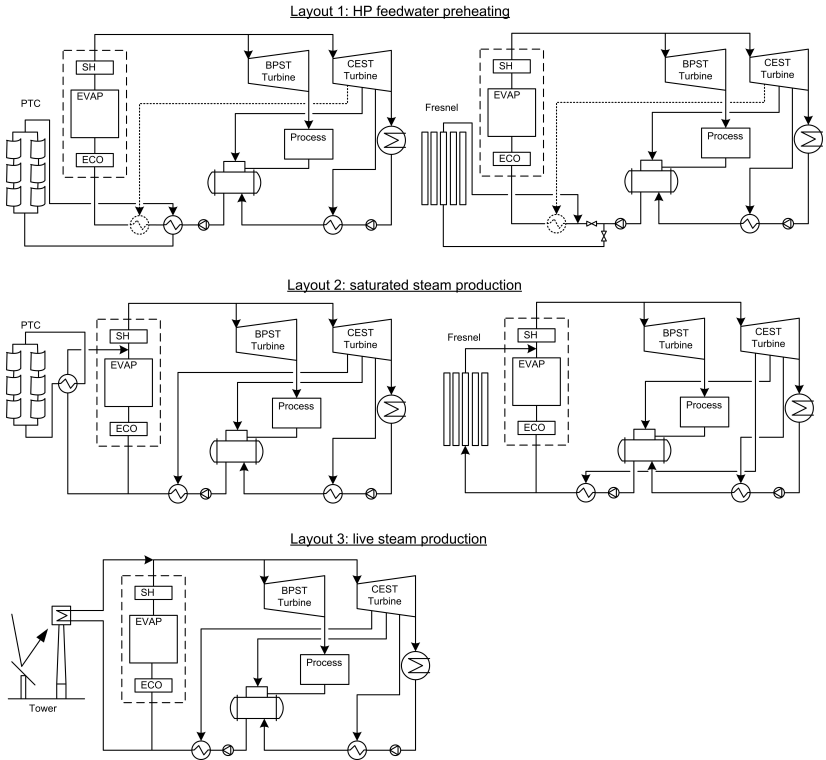 Layout 1: HP feedwater preheating
PTC
SH
EVAP
ECO
BPST
Turbine
CEST
Turbine
Process
Fresnel
SH
EVAP
ECO
BPST
Turbine
CEST
Turbine
Process
Layout 2: saturated steam production
PTC
SH
EVAP
ECO
BPST
Turbine
CEST
Turbine
Process
Fresnel
SH
EVAP
ECO
BPST
Turbine
CEST
Turbine
Process
Layout 3: live steam production
Tower
SH
EVAP
ECO
BPST
Turbine
CEST
Turbine
Process